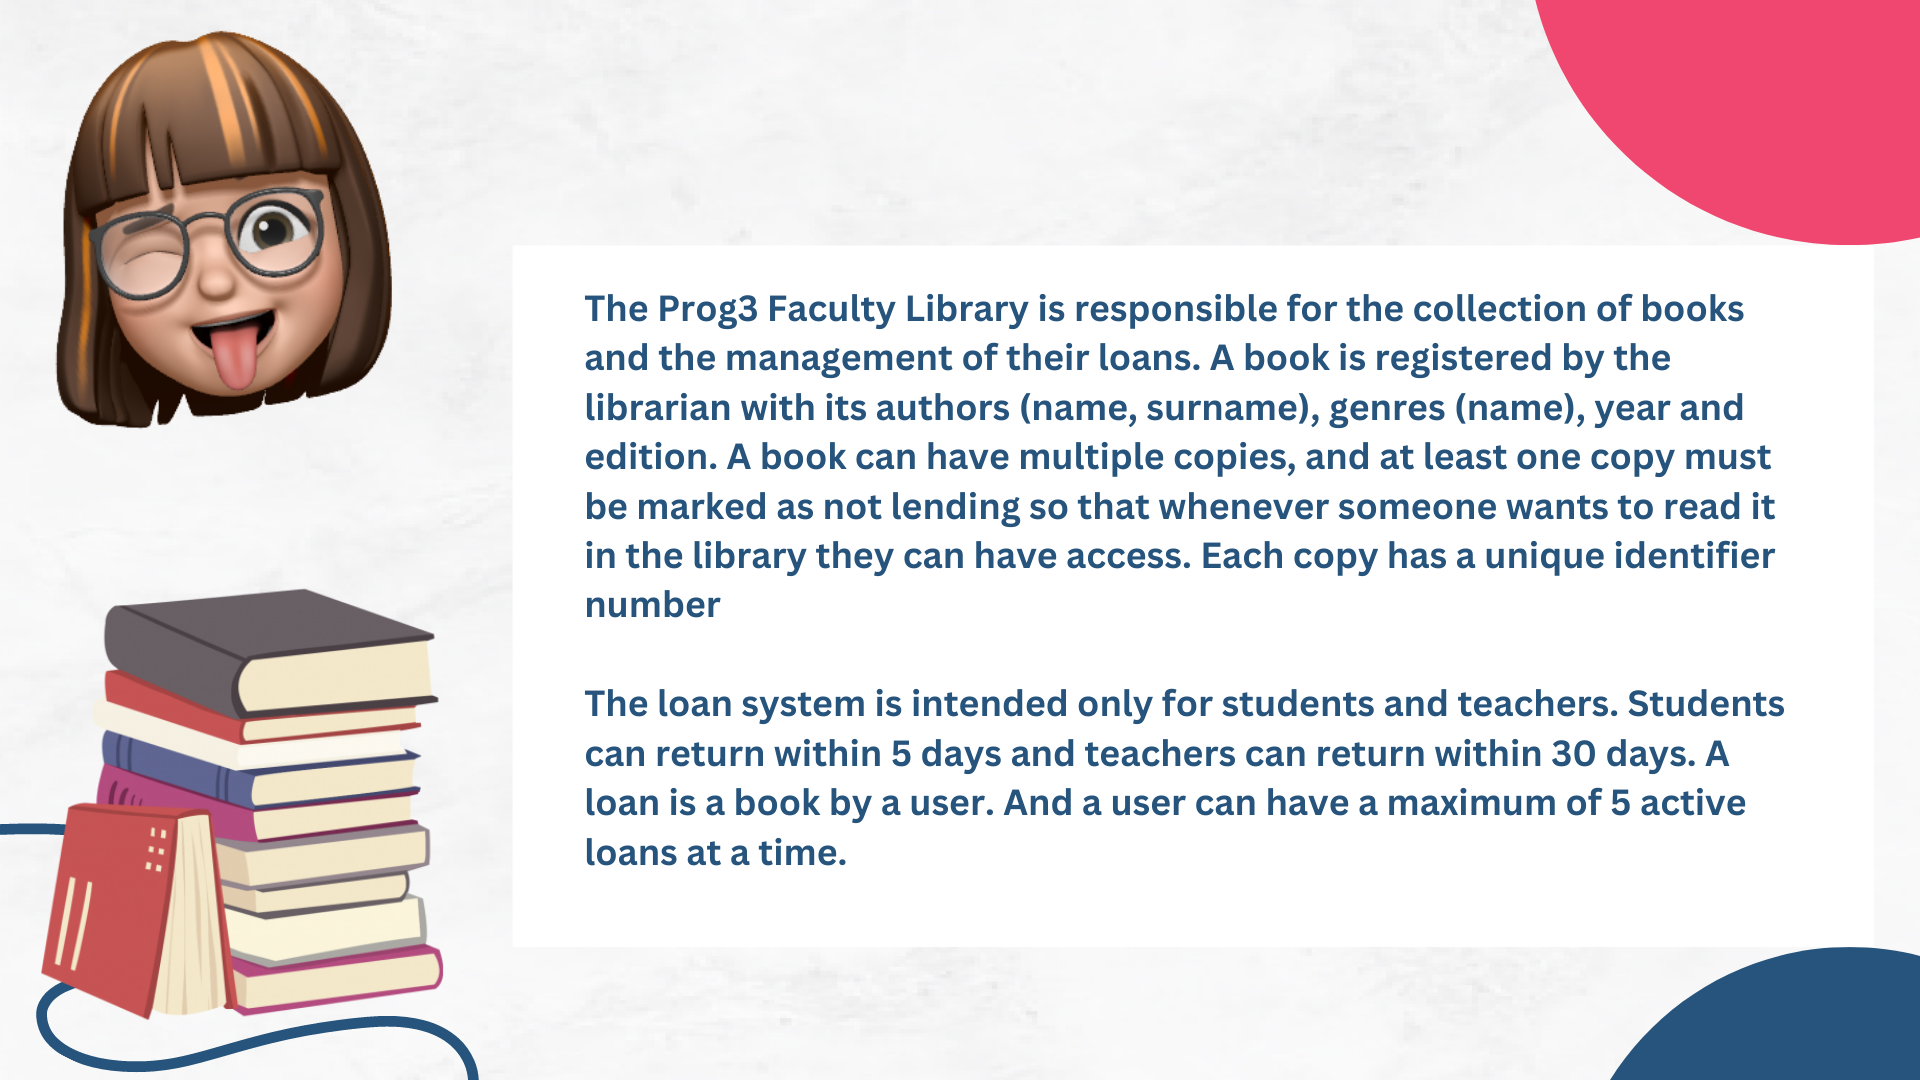 The Prog3 Faculty Library is responsible for the collection of books
and the management of their loans. A book is registered by the
librarian with its authors (name, surname), genres (name), year and
edition. A book can have multiple copies, and at least one copy must
be marked as not lending so that whenever someone wants to read it
in the library they can have access. Each copy has a unique identifier
number
The loan system is intended only for students and teachers. Students
can return within 5 days and teachers can return within 30 days. A
loan is a book by a user. And a user can have a maximum of 5 active
loans at a time.